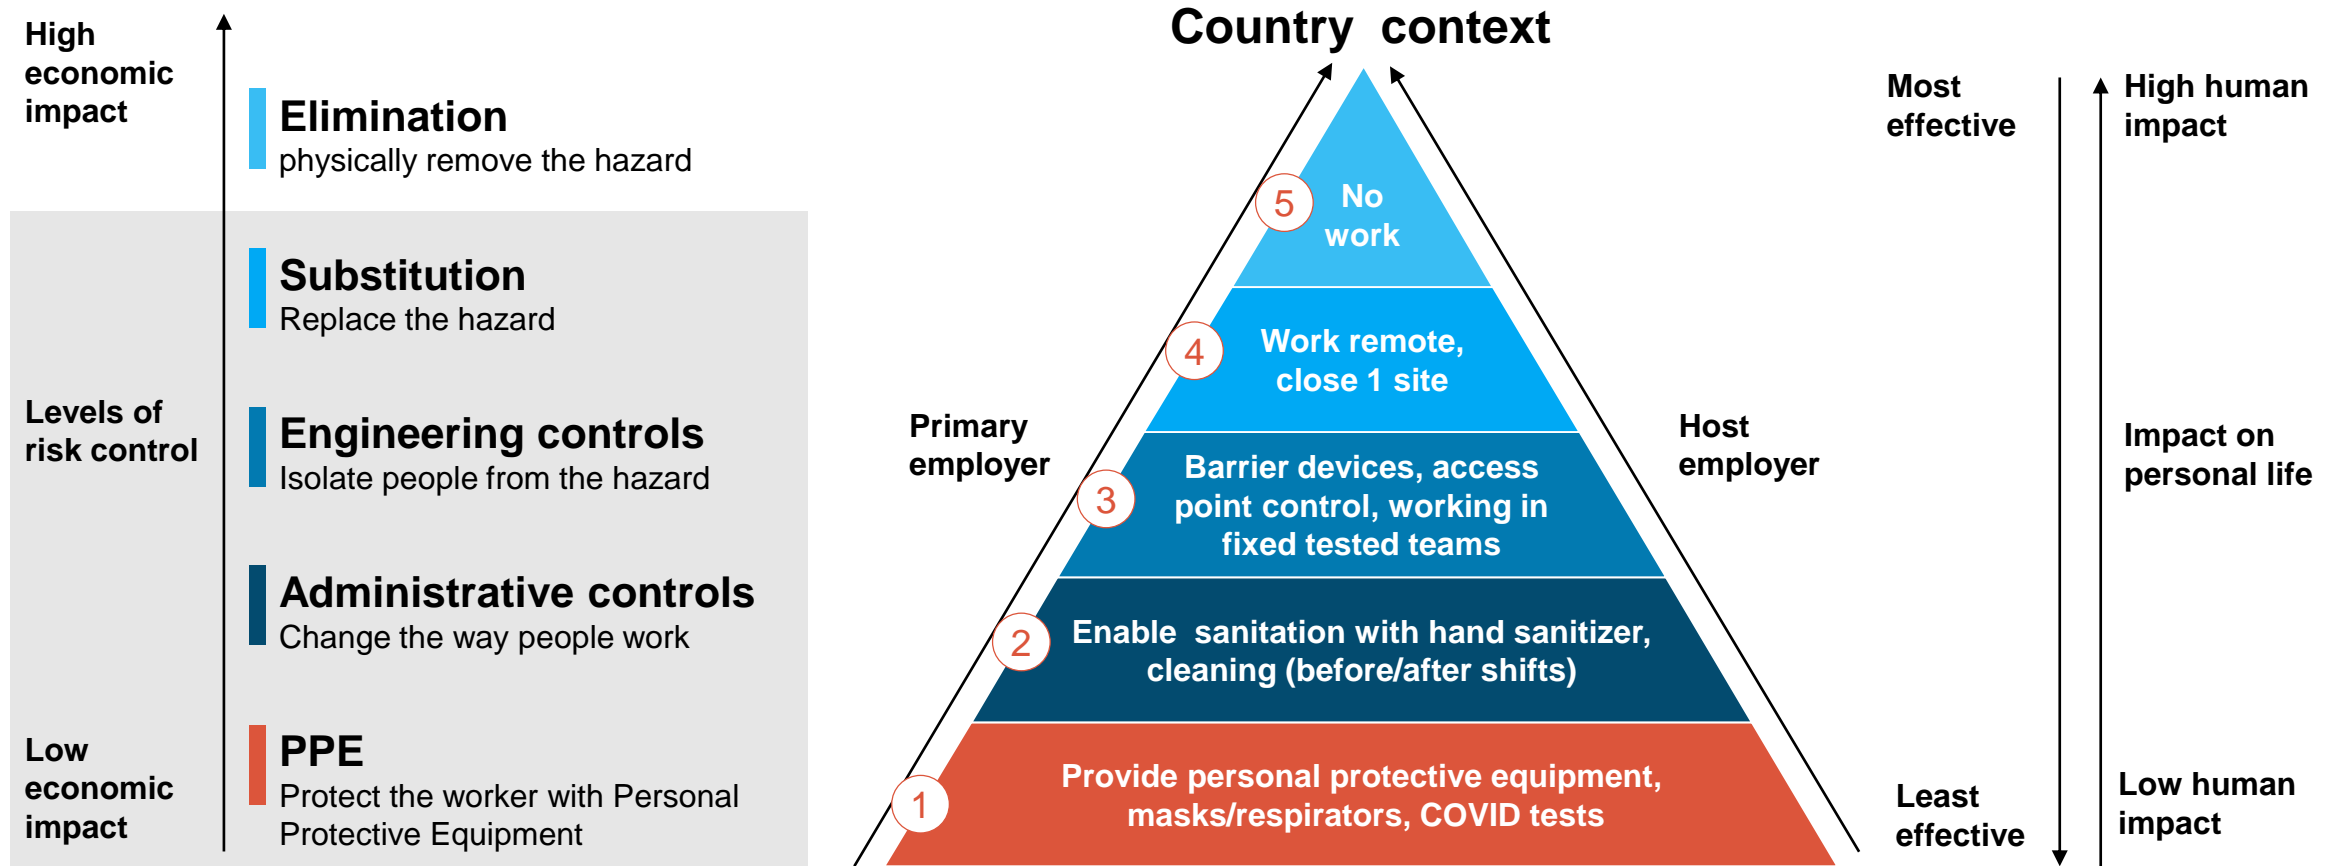 High
economic
impact
Elimination
physically remove the hazard
Substitution
Replace the hazard
Levels of
risk control
Engineering controls
Isolate people from the hazard
Administrative controls
Change the way people work
Low
economic
impact
PPE
Protect the worker with Personal
Protective Equipment
Country context
Primary
employer
Host
employer
5
No
work
4
Work remote,
close 1 site
3
Barrier devices, access
point control, working in
fixed tested teams
2
Enable sanitation with hand sanitizer,
cleaning (before/after shifts)
1
Provide personal protective equipment,
masks/respirators, COVID tests
Most
effective
Least
effective
High human
impact
Impact on
personal life
Low human
impact